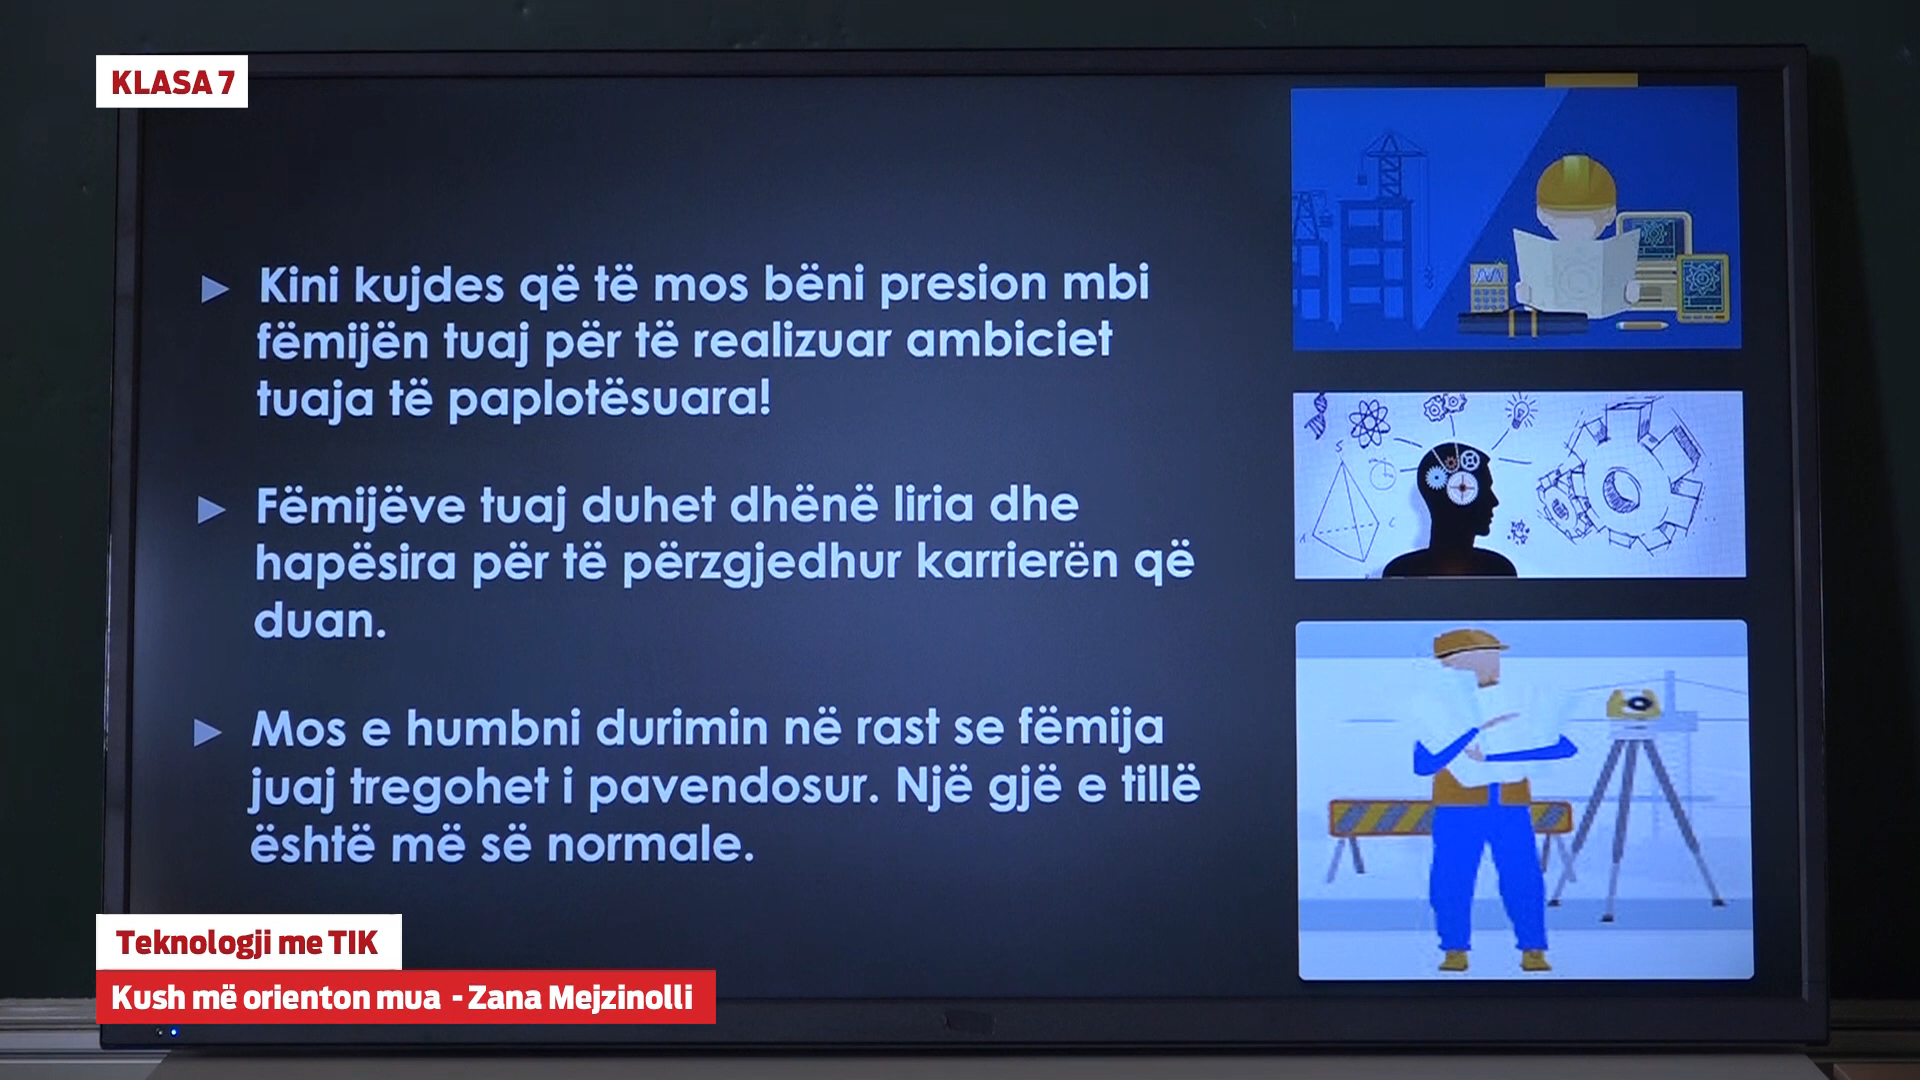 KLASA 7
Kini kujdes që të mos bëni presion mbi
fëmijën tuaj për të realizuar ambiciet
tuaja të paplotësuara!
Fëmijëve tuaj duhet dhënë liria dhe
hapësira për të përzgjedhur karrierën që
duan.
Mos e humbni durimin në rast se fëmija
juaj tregohet i pavendosur. Një gjë e tillë
është më së normale.
Teknologji me TIK
Kush më orienton mua - Zana Mejzinolli